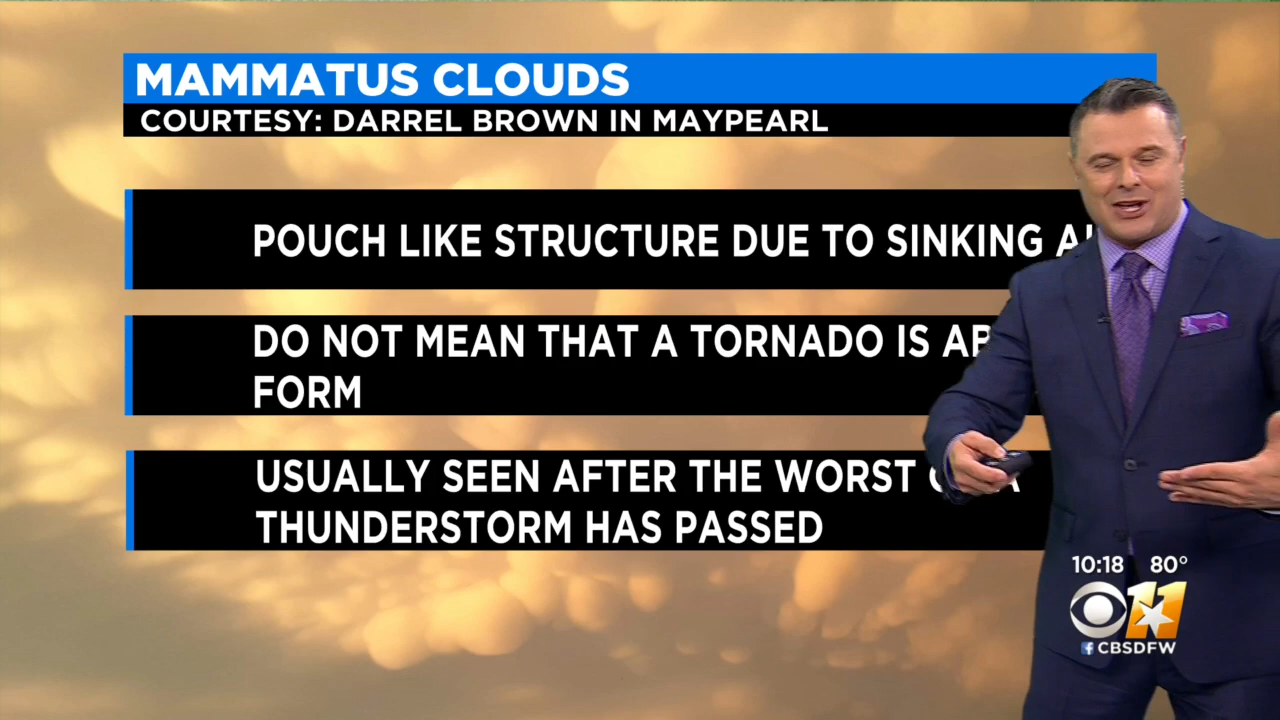 MAMMATUS CLOUDS
COURTESY: DARREL BROWN IN MAYPEARL
POUCH LIKE STRUCTURE DUE TO SINKING
DO NOT MEAN THAT A TORNADO IS
FORM
USUALLY SEEN AFTER THE WORST
THUNDERSTORM HAS PASSED
10:18 80°
11
f CBSDFW